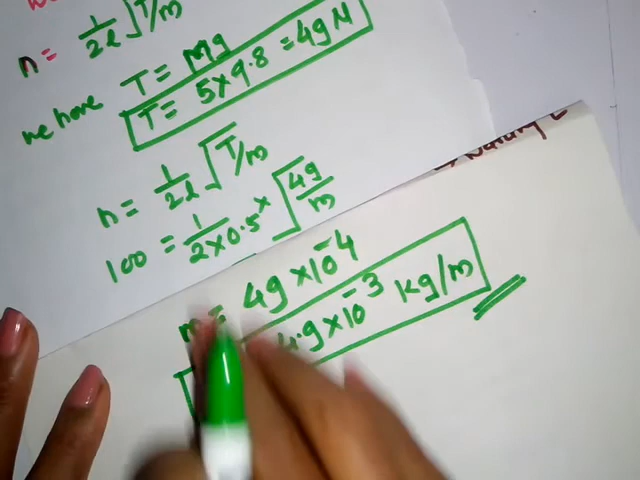 n = 1/2l √T/m
we have T = Mg
T = 5×9.8 = 49 N
n = 1/2l √T/m
100 = 1/2×0.5 × √49/m
m = 49 × 10^-4
4.9 × 10^-3 kg/m